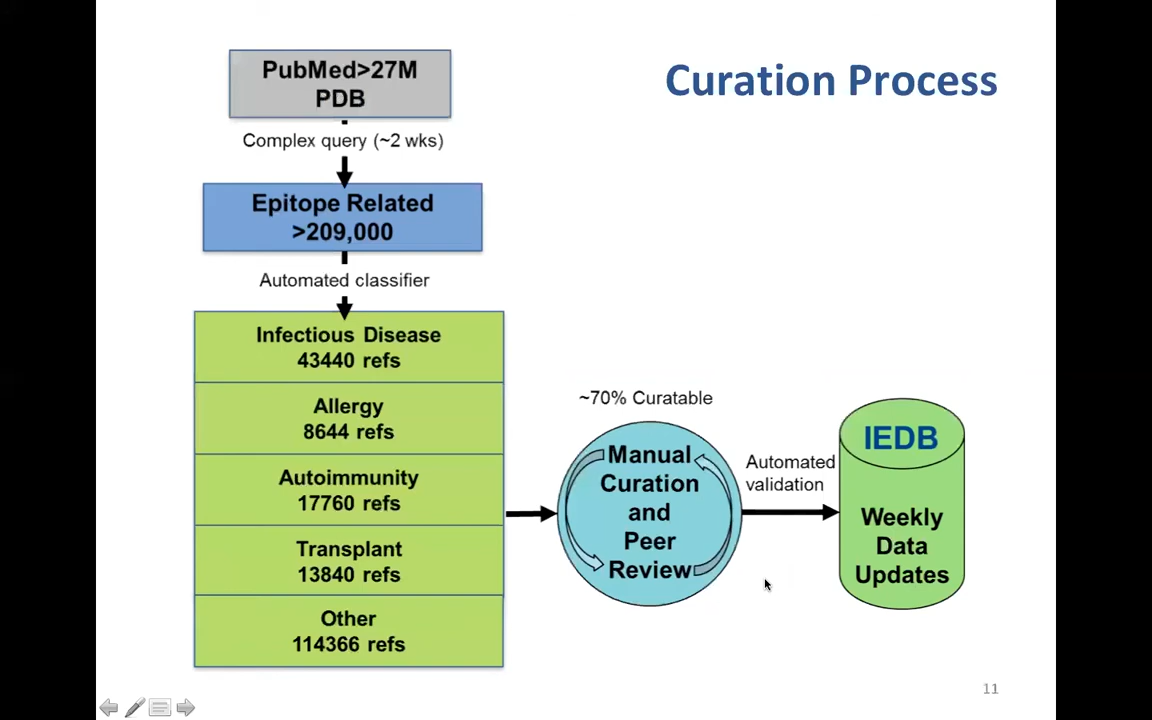 Curation Process
PubMed>27M
PDB
Complex query (~2 wks)
Epitope Related
>209,000
Automated classifier
Infectious Disease
43440 refs
Allergy
8644 refs
Autoimmunity
17760 refs
Transplant
13840 refs
Other
114366 refs
~70% Curatable
Manual
Curation
and
Peer
Review
Automated
validation
IEDB
Weekly
Data
Updates
11